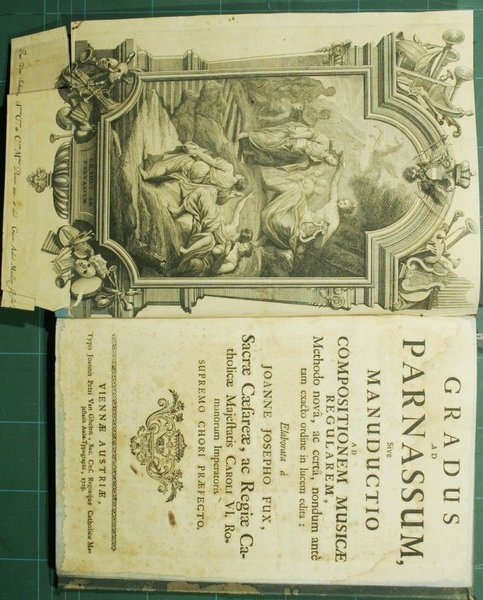 GRADUS
AD
PARNASSUM,
Sive
MANUDUCTIO
AD
COMPOSITIONEM MUSICÆ
REGULAREM,
Methodo novâ, ac certâ, nondum antè
tam exacto ordine in lucem edita:
Elaborata à
JOANNE JOSEPHO FUX,
Sacræ Cæsareæ, ac Regiæ Ca-
tholicæ Majestatis CAROLI VI. Ro-
manorum Imperatoris
SUPREMO CHORI PRÆFECTO.
VIENNÆ AUSTRIÆ,
Typis Joannis Petri Van Ghelen, Sac. Cæs. Regiæque Catholicæ Ma-
jestatis Aulæ-Typographi, 1725.
GRADUS AD
PARNASSUM